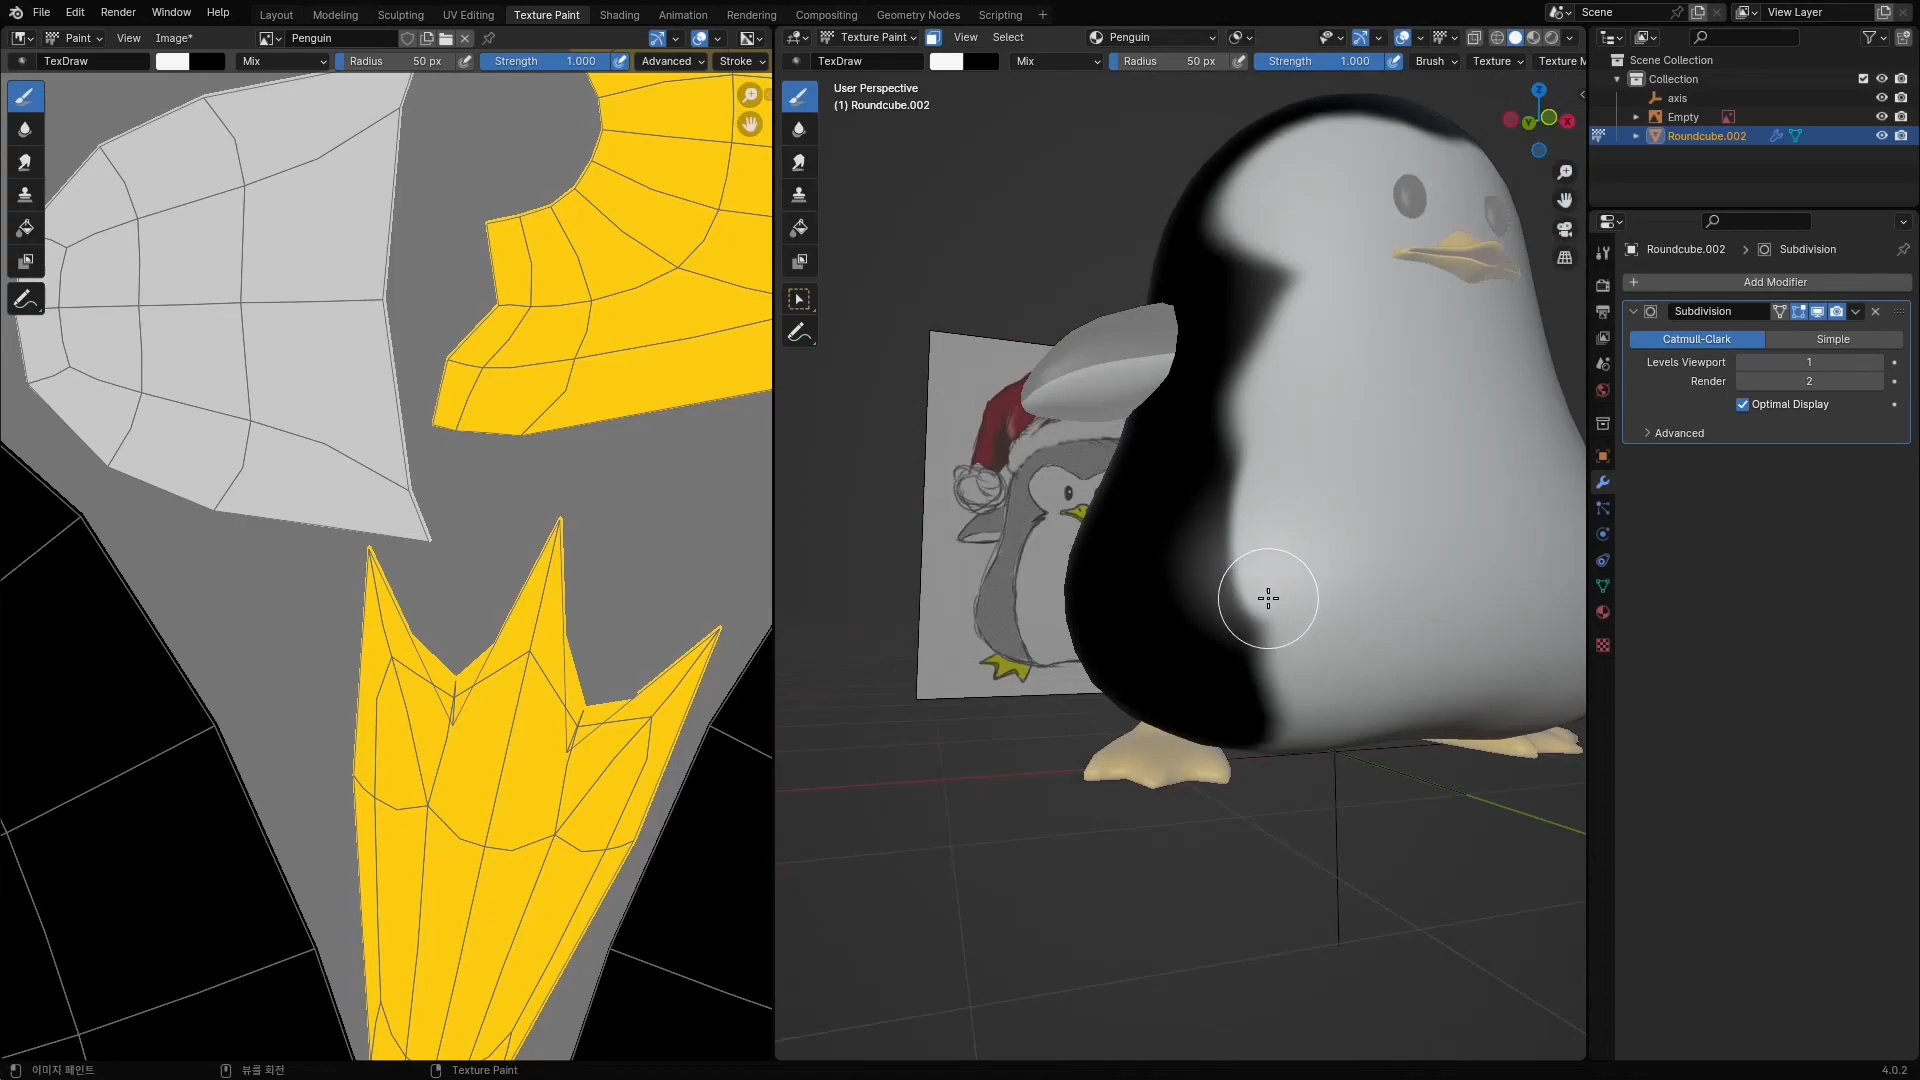 File Edit Render Window Help
Layout Modeling Sculpting UV Editing Texture Paint Shading Animation Rendering Compositing Geometry Nodes Scripting +
Scene
View Layer
Paint View Image* Penguin
Texture Paint View Select Penguin
TexDraw Mix Radius 50 px Strength 1.000 Advanced Stroke
TexDraw Mix Radius 50 px Strength 1.000 Brush Texture Texture M
User Perspective
(1) Roundcube.002
Z
Y
X
Scene Collection
Collection
axis
Empty
Roundcube.002
Roundcube.002 > Subdivision
+ Add Modifier
Subdivision
Catmull-Clark Simple
Levels Viewport 1
Render 2
Optimal Display
Advanced
이미지 페인트 뷰를 회전 Texture Paint 4.0.2